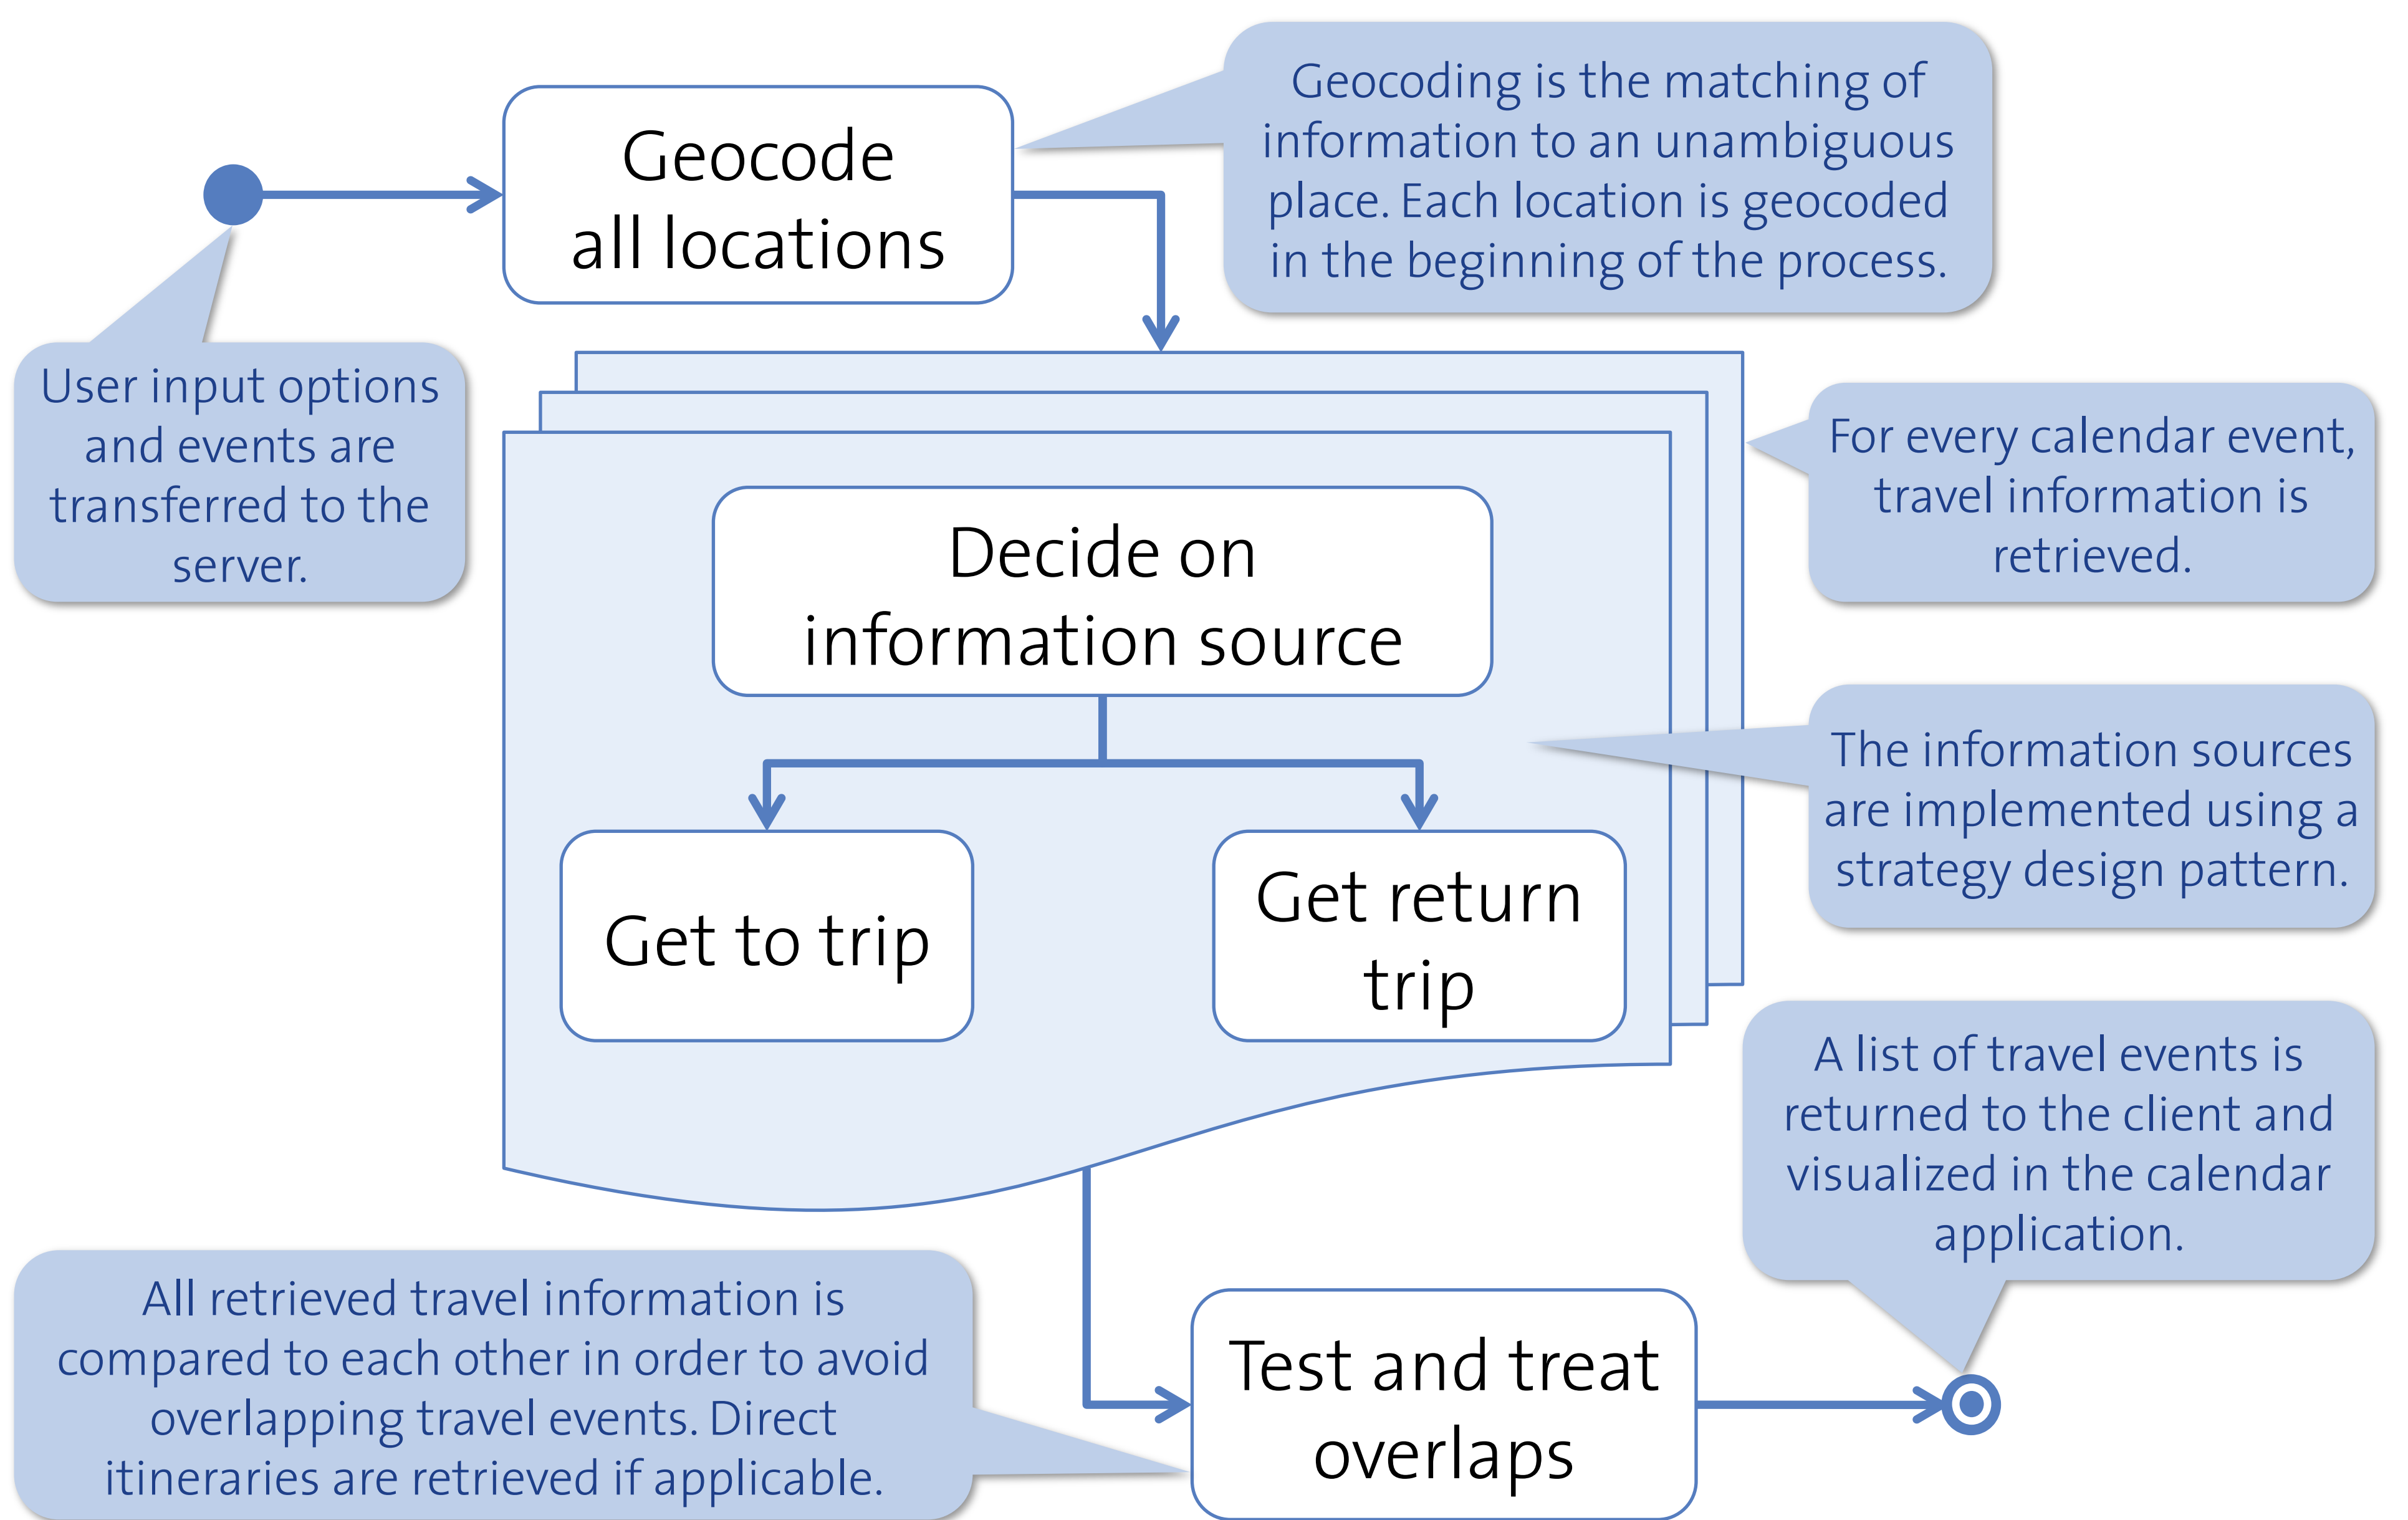 Geocode
all locations
Geocoding is the matching of
information to an unambiguous
place. Each location is geocoded
in the beginning of the process.
User input options
and events are
transferred to the
server.
For every calendar event,
travel information is
retrieved.
Decide on
information source
The information sources
are implemented using a
strategy design pattern.
Get to trip
Get return
trip
A list of travel events is
returned to the client and
visualized in the calendar
application.
All retrieved travel information is
compared to each other in order to avoid
overlapping travel events. Direct
itineraries are retrieved if applicable.
Test and treat
overlaps